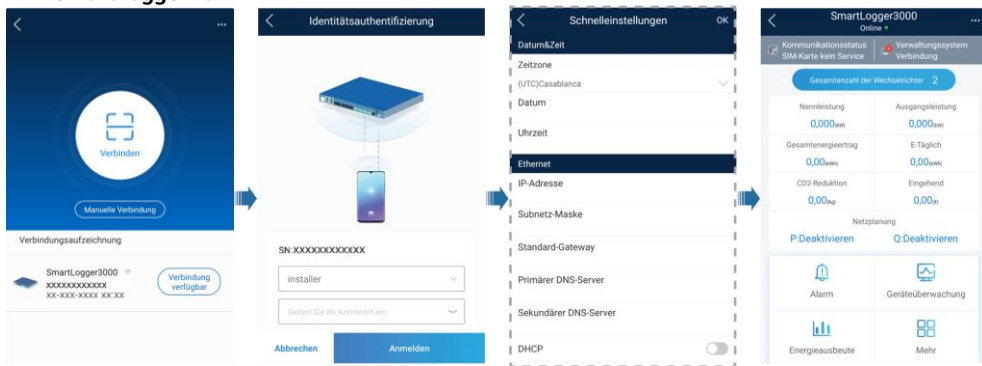 Verbinden
Manuelle Verbindung
Verbindungsaufzeichnung
SmartLogger3000
XXXXXXXXXXXX
XX-XXX-XXXX XX:XX
Verbindung
verfügbar
Identitätsauthentifizierung
SN:XXXXXXXXXXXX
installer
Geben Sie Ihr Kennwort ein.
Abbrechen
Anmelden
Schnelleinstellungen OK
Datum&Zeit
Zeitzone
(UTC)Casablanca
Datum
Uhrzeit
Ethernet
IP-Adresse
Subnetz-Maske
Standard-Gateway
Primärer DNS-Server
Sekundärer DNS-Server
DHCP
SmartLogger3000
Online
Kommunikationsstatus
SIM-Karte kein Service
Verwaltungssystem
Verbindung
Gesamtanzahl der Wechselrichter 2
Nennleistung Ausgangsleistung
0,000(kW) 0,000(kW)
Gesamtenergieertrag E-Täglich
0,00(kWh) 0,00(kWh)
CO2-Reduktion Eingehend
0,00(kg) 0,00(€)
Netzplanung
P:Deaktivieren Q:Deaktivieren
Alarm Geräteüberwachung
Energieausbeute Mehr